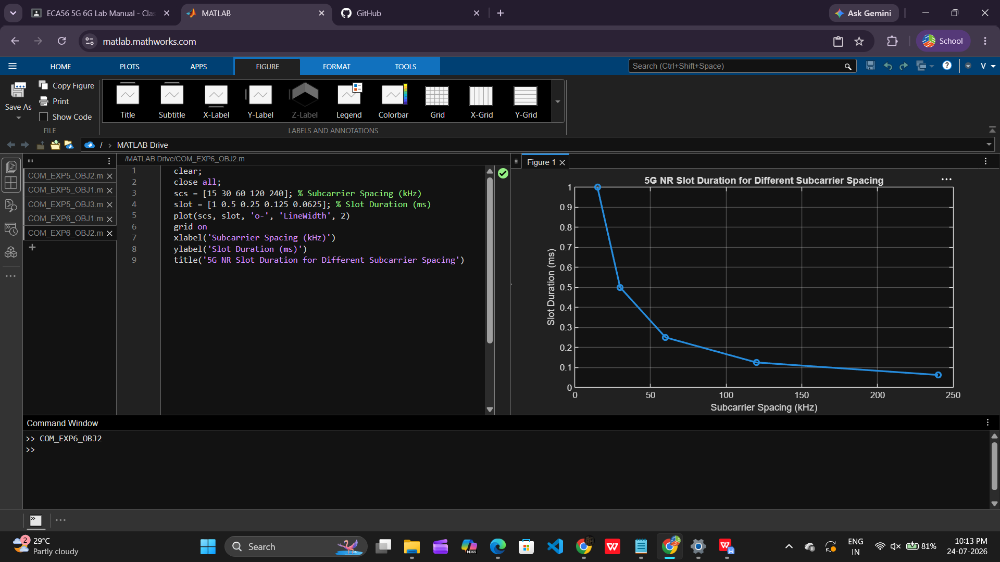 ECA56 5G 6G Lab Manual - Clas
MATLAB
GitHub
Ask Gemini
matlab.mathworks.com
School
HOME
PLOTS
APPS
FIGURE
FORMAT
TOOLS
Search (Ctrl+Shift+Space)
V
Save As
Copy Figure
Print
Show Code
FILE
Title
Subtitle
X-Label
Y-Label
Z-Label
Legend
Colorbar
Grid
X-Grid
Y-Grid
LABELS AND ANNOTATIONS
/ › MATLAB Drive
COM_EXP5_OBJ2.m
COM_EXP5_OBJ1.m
COM_EXP5_OBJ3.m
COM_EXP6_OBJ1.m
COM_EXP6_OBJ2.m
/MATLAB Drive/COM_EXP6_OBJ2.m
1 clear;
2 close all;
3 scs = [15 30 60 120 240]; % Subcarrier Spacing (kHz)
4 slot = [1 0.5 0.25 0.125 0.0625]; % Slot Duration (ms)
5 plot(scs, slot, 'o-', 'LineWidth', 2)
6 grid on
7 xlabel('Subcarrier Spacing (kHz)')
8 ylabel('Slot Duration (ms)')
9 title('5G NR Slot Duration for Different Subcarrier Spacing')
Figure 1
5G NR Slot Duration for Different Subcarrier Spacing
Slot Duration (ms)
1
0.9
0.8
0.7
0.6
0.5
0.4
0.3
0.2
0.1
0
0 50 100 150 200 250
Subcarrier Spacing (kHz)
Command Window
>> COM_EXP6_OBJ2
>>
2
29°C
Partly cloudy
Search
M365
ENG
IN
81%
10:13 PM
24-07-2026